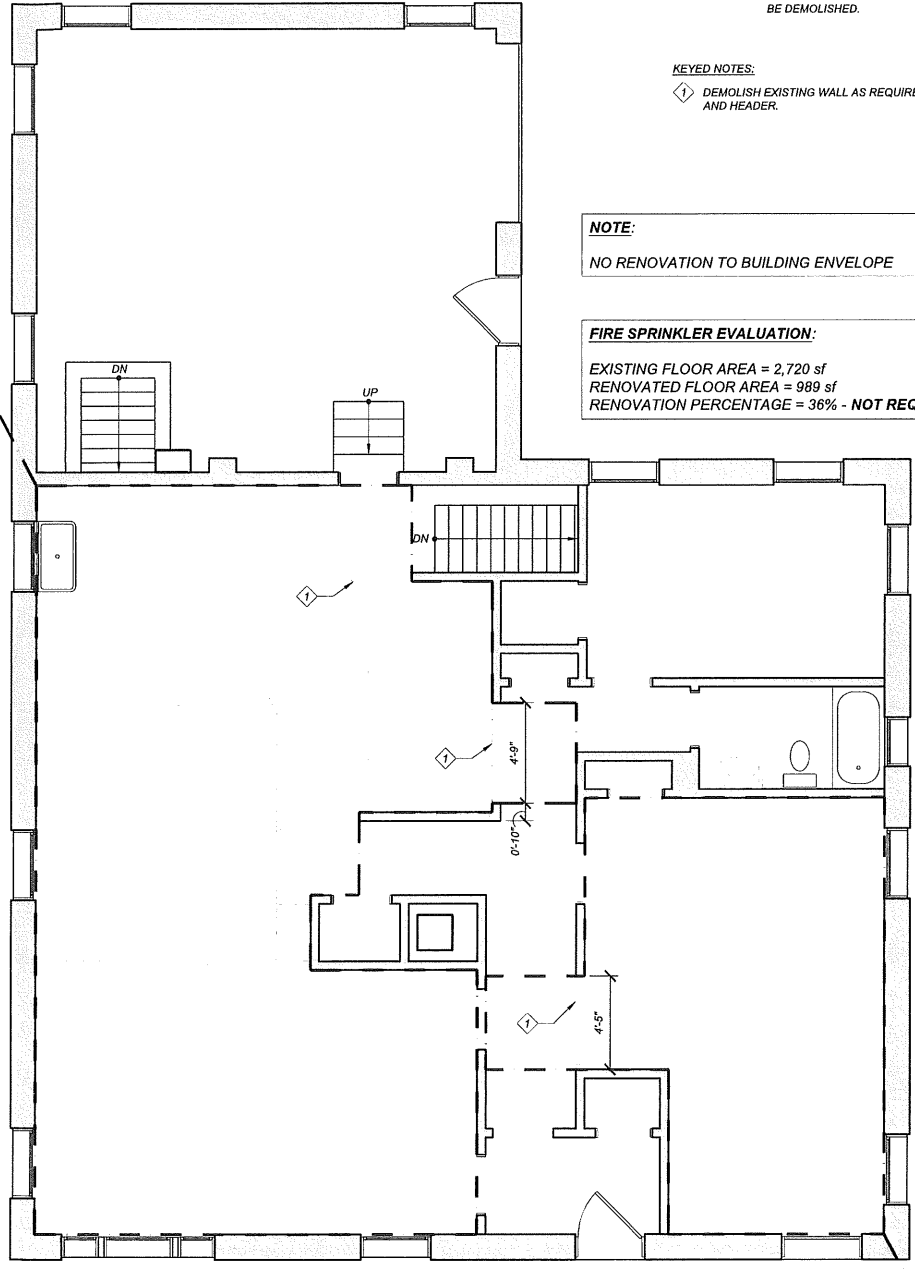 BE DEMOLISHED.
KEYED NOTES:
1 DEMOLISH EXISTING WALL AS REQUIRE
AND HEADER.
NOTE:
NO RENOVATION TO BUILDING ENVELOPE
FIRE SPRINKLER EVALUATION:
EXISTING FLOOR AREA = 2,720 sf
RENOVATED FLOOR AREA = 989 sf
RENOVATION PERCENTAGE = 36% - NOT REQ
DN
UP
DN
1
1
4'-9"
0'-10"
1
4'-5"